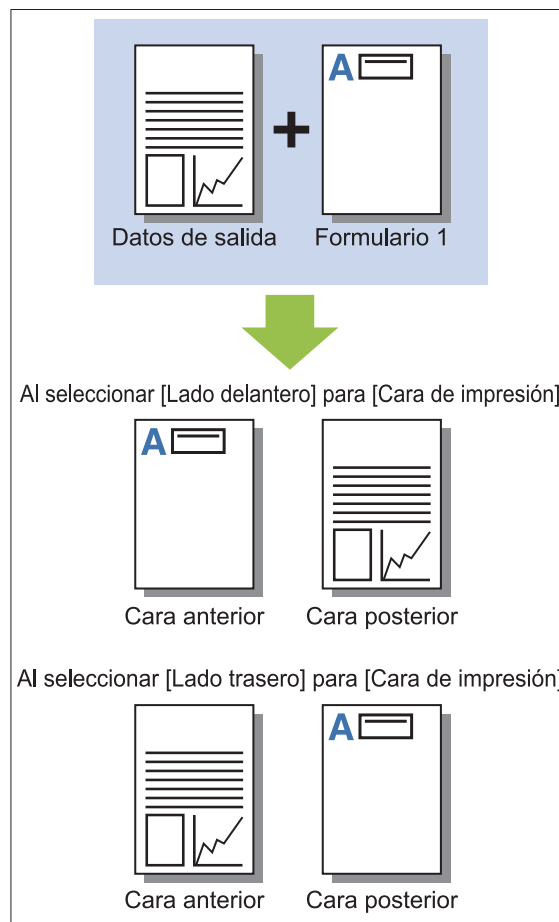 A
Datos de salida
Formulario 1
Al seleccionar [Lado delantero] para [Cara de impresión]
A
Cara anterior
Cara posterior
Al seleccionar [Lado trasero] para [Cara de impresión]
A
Cara anterior
Cara posterior